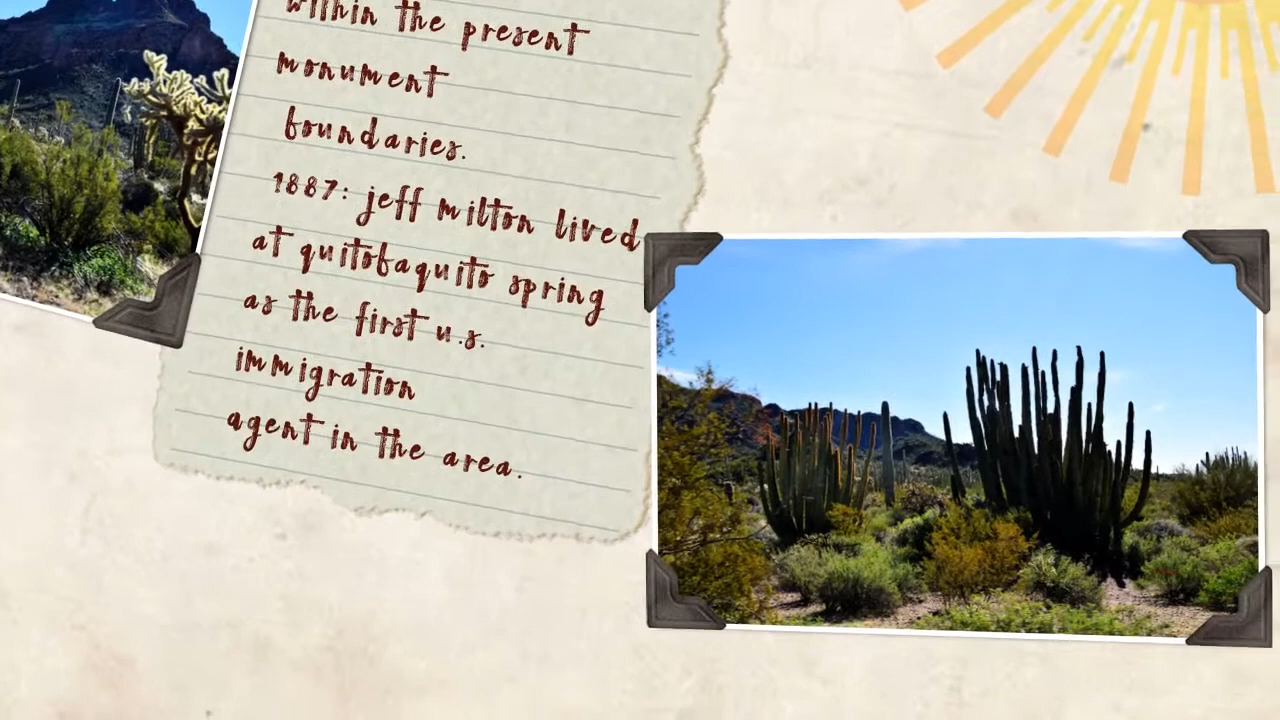 within the present
monument
boundaries.
1887: jeff milton lived
at quitobaquito spring
as the first u.s.
immigration
agent in the area.